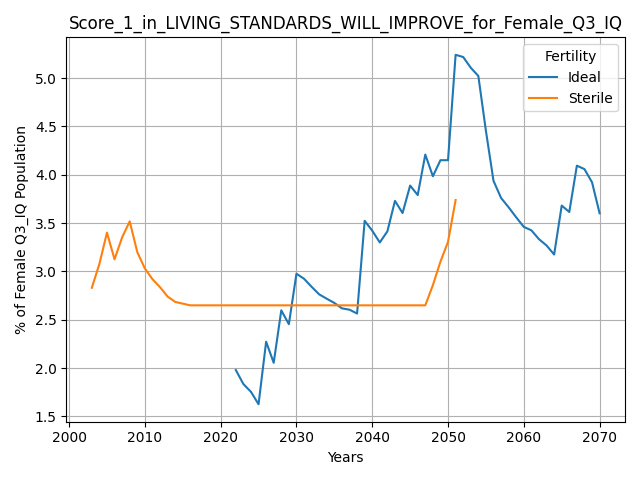 Score_1_in_LIVING_STANDARDS_WILL_IMPROVE_for_Female_Q3_IQ
Fertility
Ideal
Sterile
% of Female Q3_IQ Population
5.0
4.5
4.0
3.5
3.0
2.5
2.0
1.5
2000 2010 2020 2030 2040 2050 2060 2070
Years